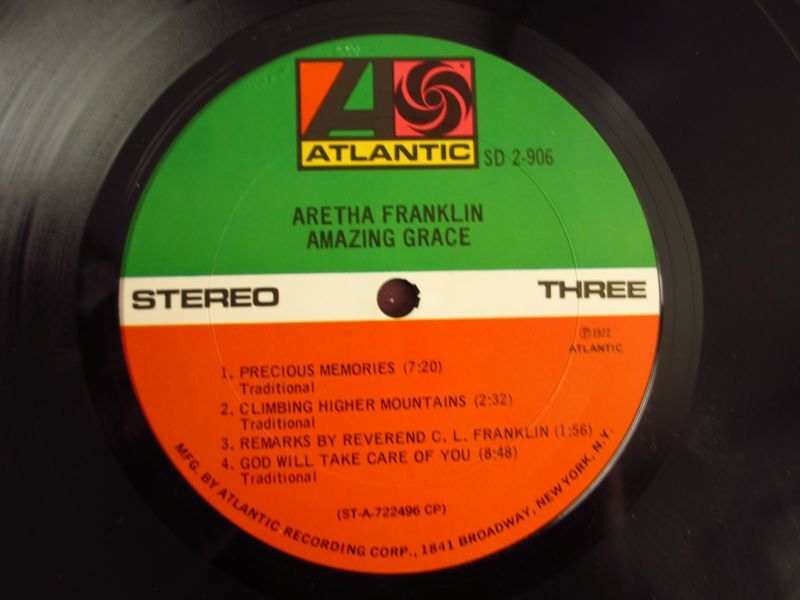 ATLANTIC
SD 2-906
ARETHA FRANKLIN
AMAZING GRACE
STEREO THREE
℗1972
ATLANTIC
1. PRECIOUS MEMORIES (7:20)
Traditional
2. CLIMBING HIGHER MOUNTAINS (2:32)
Traditional
3. REMARKS BY REVEREND C. L. FRANKLIN (1:56)
4. GOD WILL TAKE CARE OF YOU (8:48)
Traditional
(ST-A-722496 CP)
MFG. BY ATLANTIC RECORDING CORP., 1841 BROADWAY, NEW YORK, N.Y.